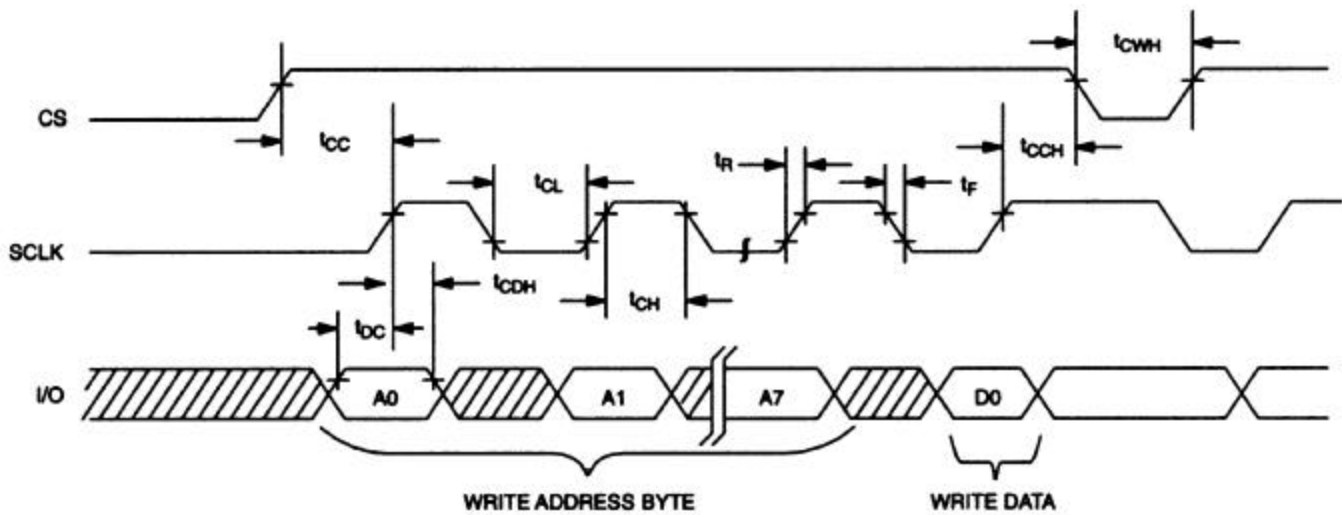 tCWH
CS
tCC
tCCH
tR
tCL
tF
SCLK
tCDH
tCH
tDC
I/O
A0
A1
A7
D0
WRITE ADDRESS BYTE
WRITE DATA